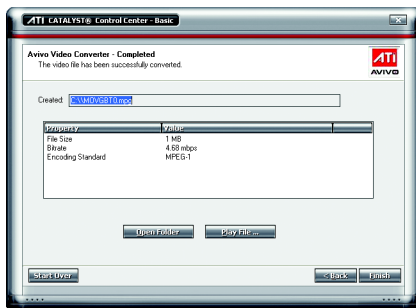 ATI CATALYST® Control Center - Basic
Avivo Video Converter - Completed
The video file has been successfully converted.
ATI
AVIVO
Created: C:\\MOVGBT0.mpg
Property Value
File Size 1 MB
Bitrate 4.68 mbps
Encoding Standard MPEG-1
Open Folder Play File ...
Start Over < Back Finish